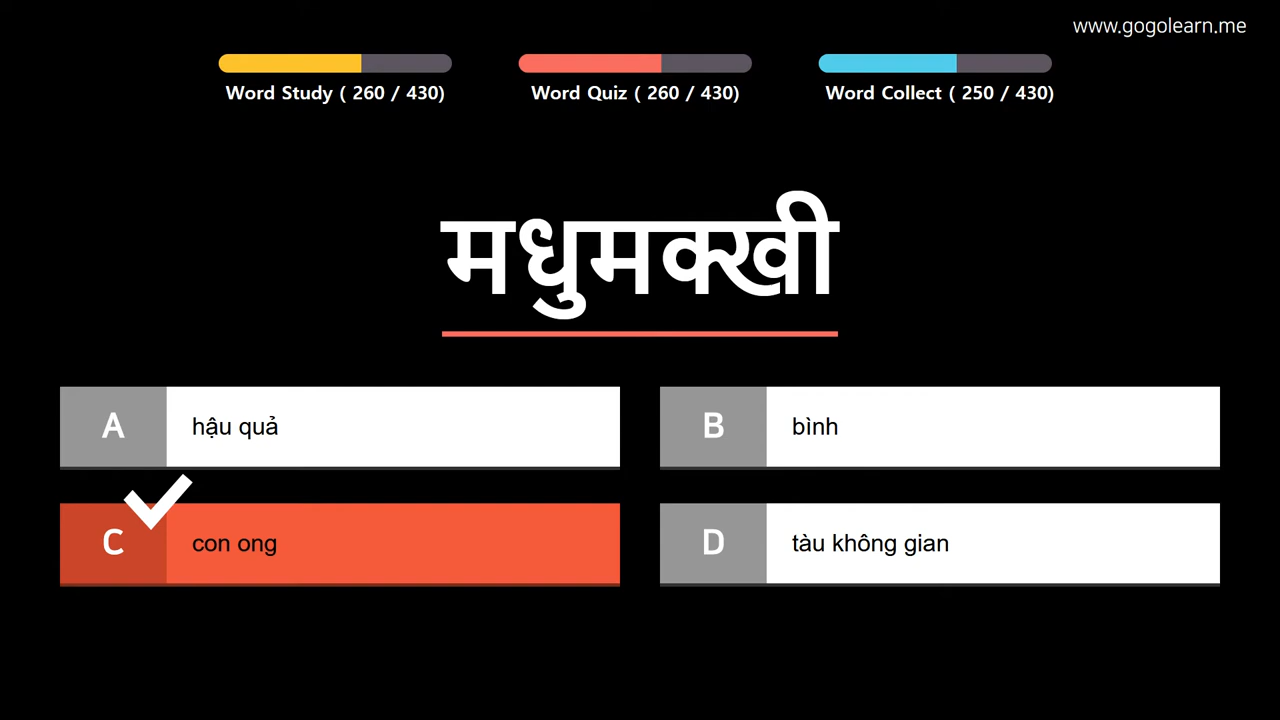 www.gogolearn.me
Word Study ( 260 / 430)
Word Quiz ( 260 / 430)
Word Collect ( 250 / 430)
मधुमक्खी
A hậu quả
B bình
C con ong
D tàu không gian